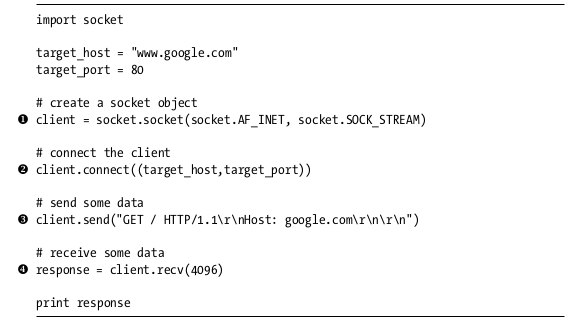 import socket
target_host = "www.google.com"
target_port = 80
# create a socket object
❶ client = socket.socket(socket.AF_INET, socket.SOCK_STREAM)
# connect the client
❷ client.connect((target_host,target_port))
# send some data
❸ client.send("GET / HTTP/1.1\r\nHost: google.com\r\n\r\n")
# receive some data
❹ response = client.recv(4096)
print response